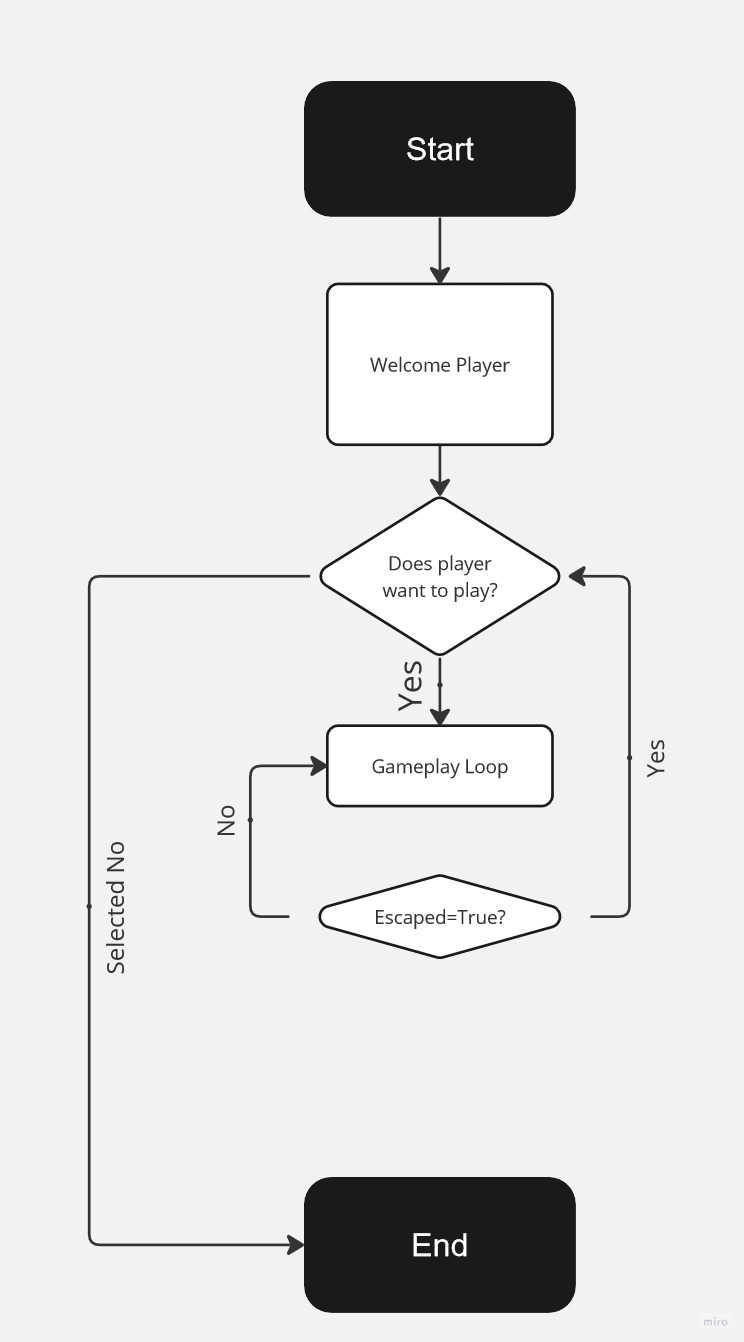 Start
Welcome Player
Does player
want to play?
Yes
Gameplay Loop
Yes
No
Selected No
Escaped=True?
End
miro